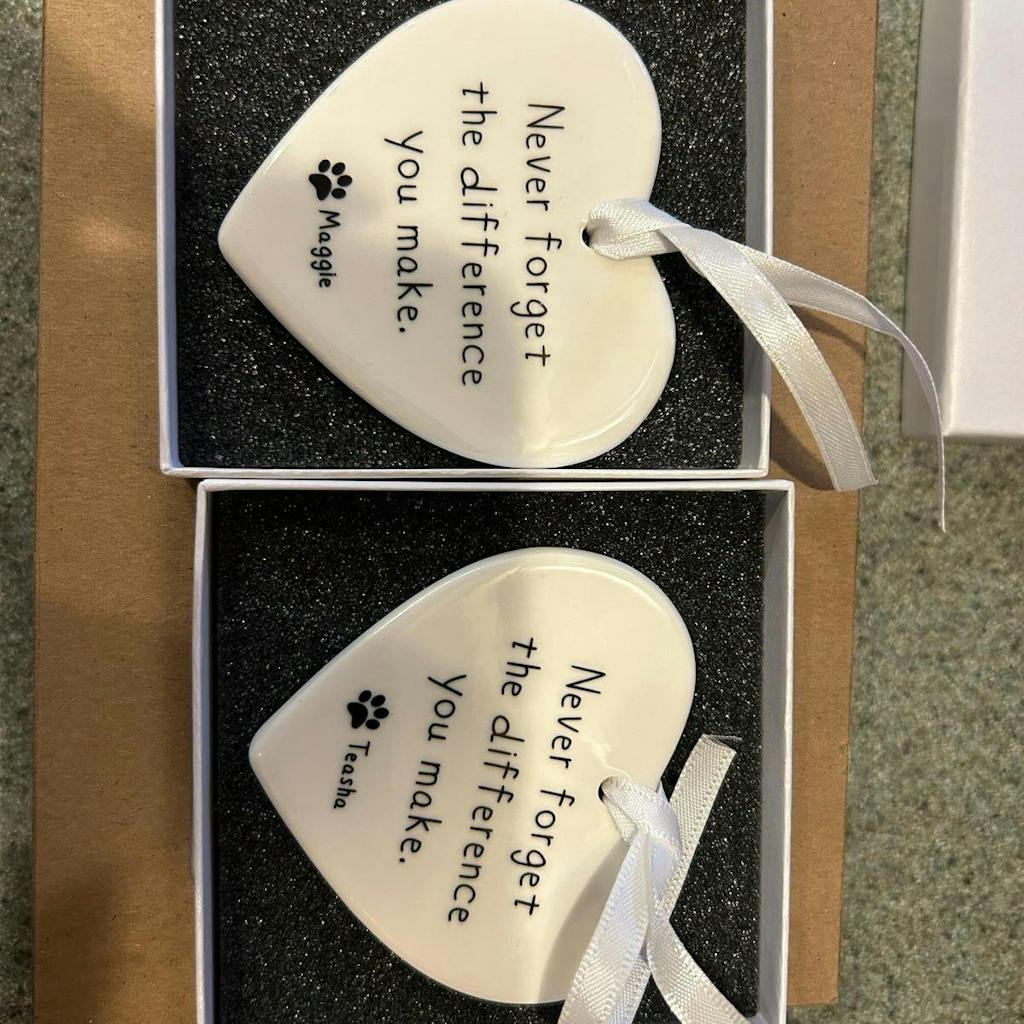 Never forget
the difference
you make.
Maggie
Never forget
the difference
you make.
Teasha